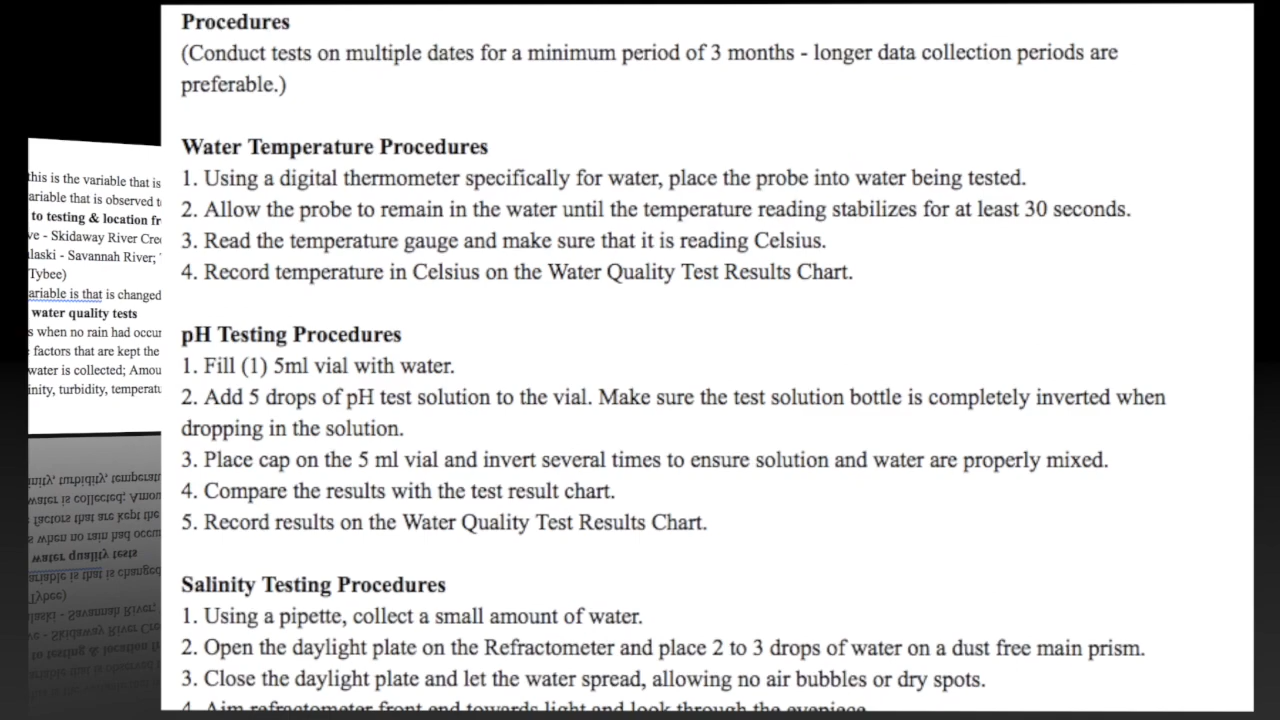 Procedures
(Conduct tests on multiple dates for a minimum period of 3 months - longer data collection periods are
preferable.)
Water Temperature Procedures
1. Using a digital thermometer specifically for water, place the probe into water being tested.
2. Allow the probe to remain in the water until the temperature reading stabilizes for at least 30 seconds.
3. Read the temperature gauge and make sure that it is reading Celsius.
4. Record temperature in Celsius on the Water Quality Test Results Chart.
pH Testing Procedures
1. Fill (1) 5ml vial with water.
2. Add 5 drops of pH test solution to the vial. Make sure the test solution bottle is completely inverted when
dropping in the solution.
3. Place cap on the 5 ml vial and invert several times to ensure solution and water are properly mixed.
4. Compare the results with the test result chart.
5. Record results on the Water Quality Test Results Chart.
Salinity Testing Procedures
1. Using a pipette, collect a small amount of water.
2. Open the daylight plate on the Refractometer and place 2 to 3 drops of water on a dust free main prism.
3. Close the daylight plate and let the water spread, allowing no air bubbles or dry spots.
4. Aim refractometer front end towards light and look through the eyepiece
this is the variable that is
ariable that is observed
to testing & location
- Skidaway River
- Savannah River;
Tybee)
ariable is that is changed
water quality tests
s when no rain had
factors that are kept the
water is collected;
inity, turbidity,